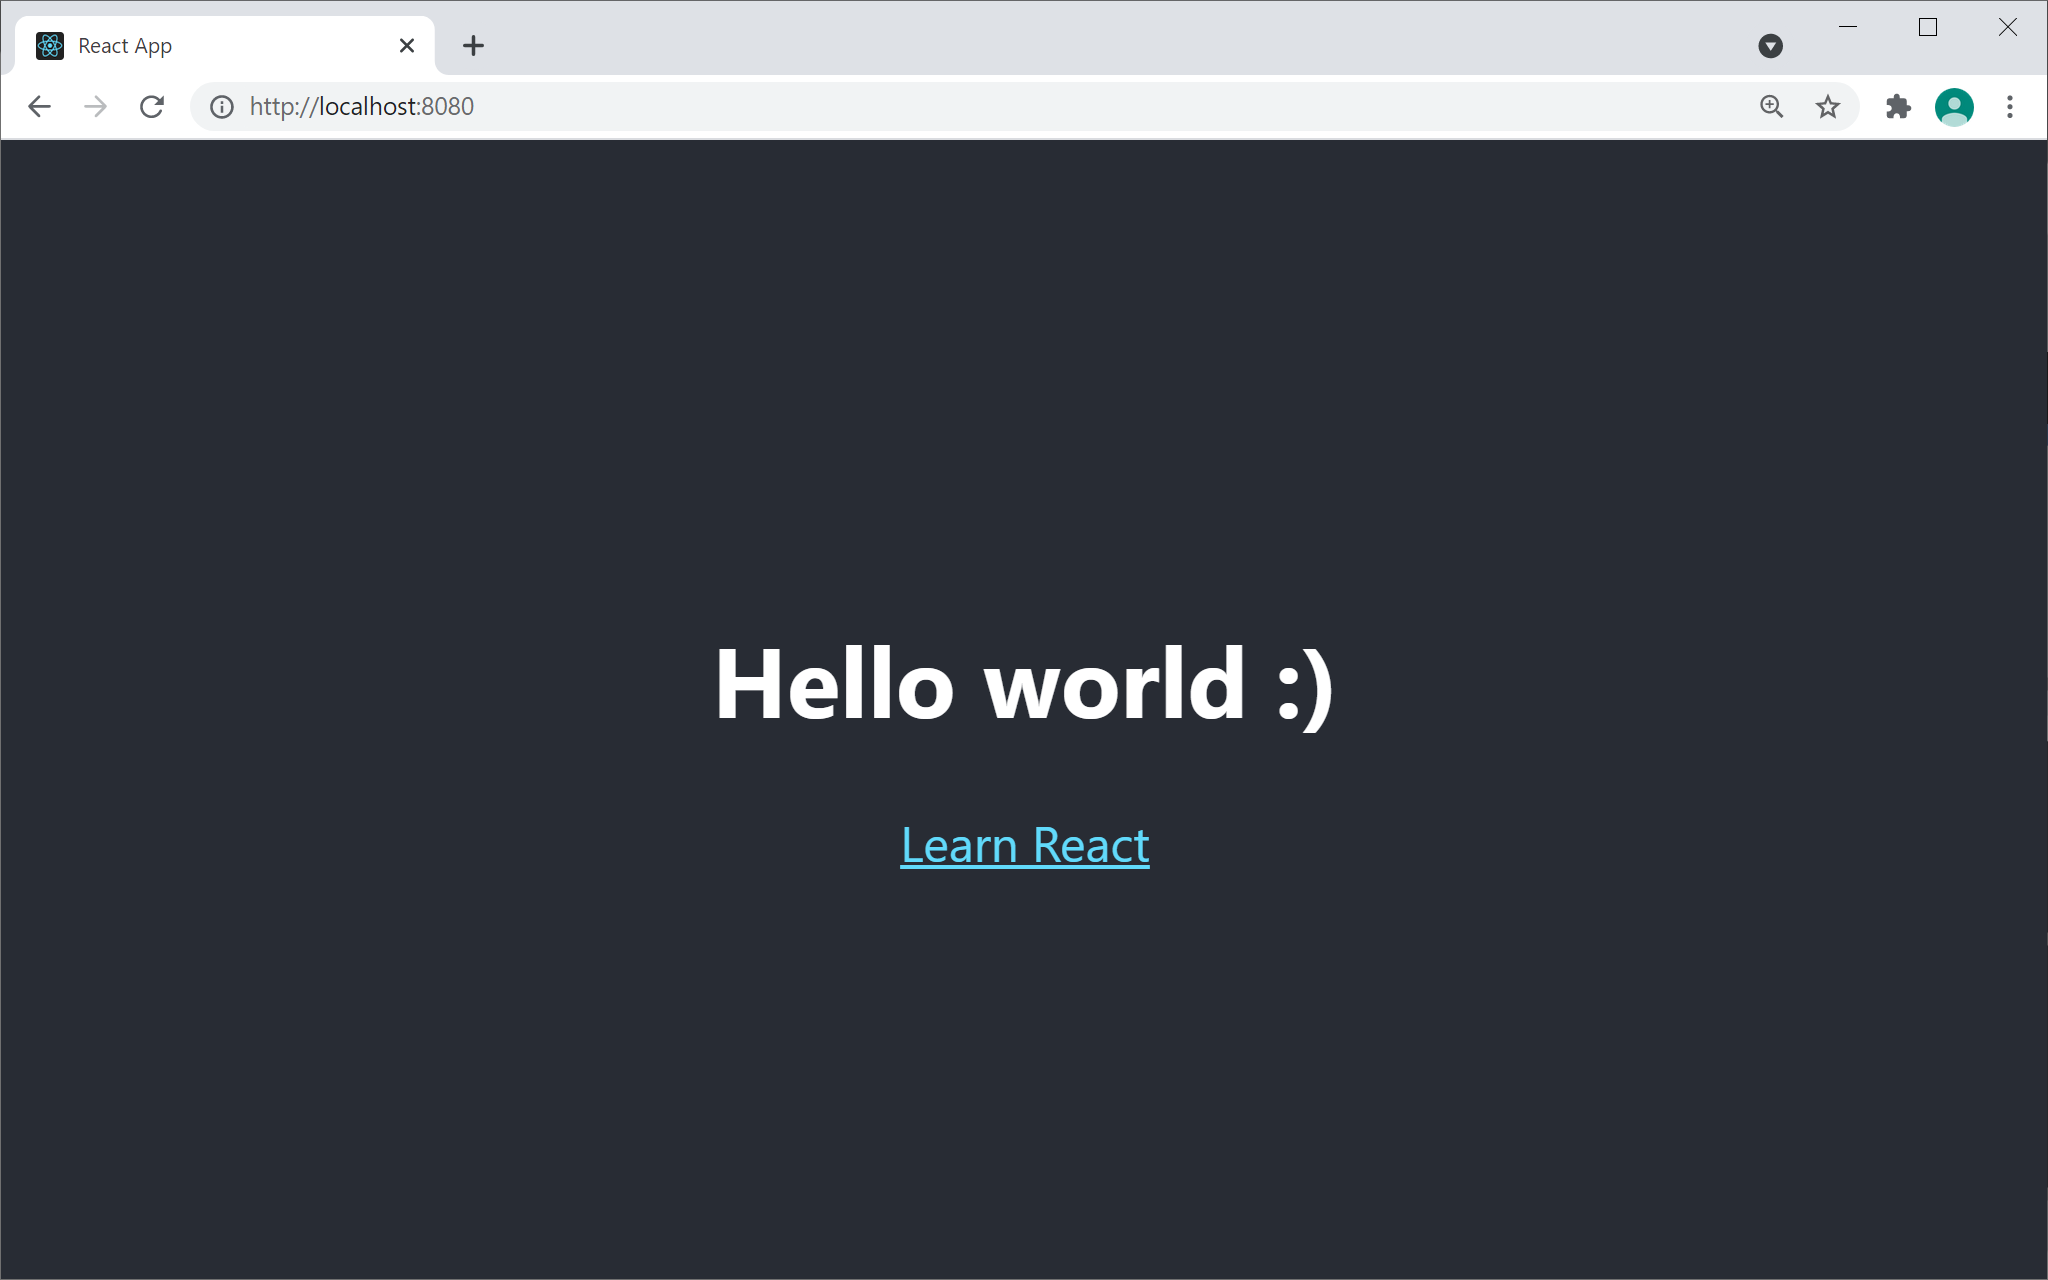 React App
http://localhost:8080
Hello world :)
Learn React